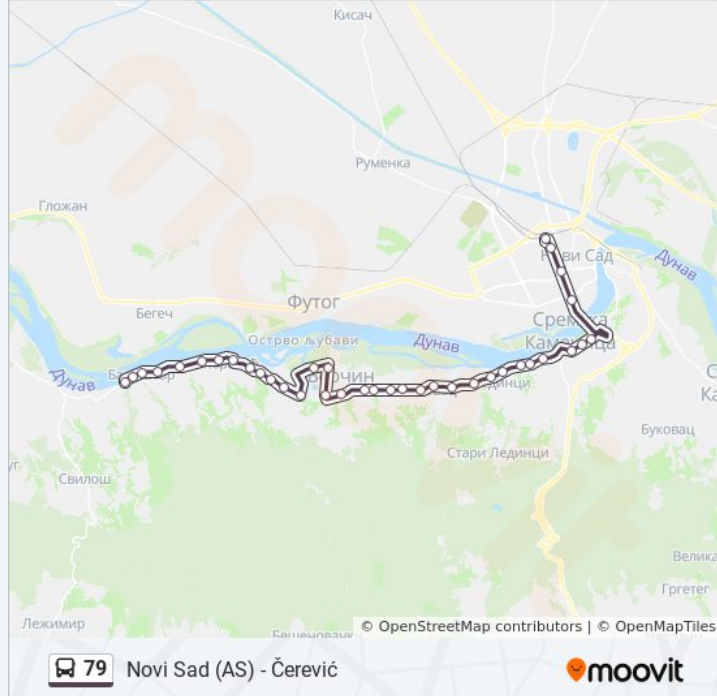 Кисач
Руменка
Гложан
Нови Сад
Дунав
Футог
Бегеч
Сремска
Каменица
Острво љубави
Дунав
Дунав
Стари Лединци
Буковац
Свилош
Велика
Гргетег
Лежимир
Бешеновачк
© OpenStreetMap contributors | © OpenMapTiles
79 Novi Sad (AS) - Čerević
moovit